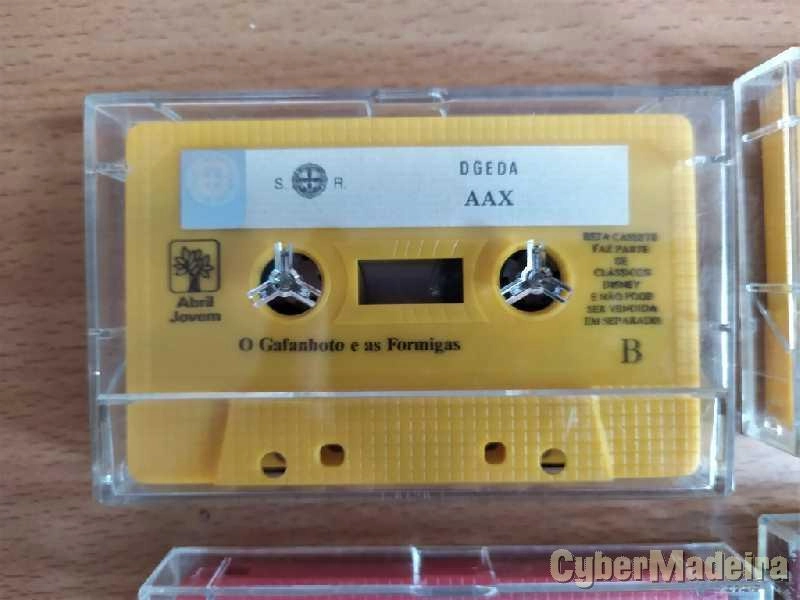 DGEDA
S. R.
AAX
Abril
Jovem
ESTA CASSETE
FAZ PARTE
DE
CLÁSSICOS
DISNEY
E NÃO PODE
SER VENDIDA
EM SEPARADO
O Gafanhoto e as Formigas
B
CyberMadeira